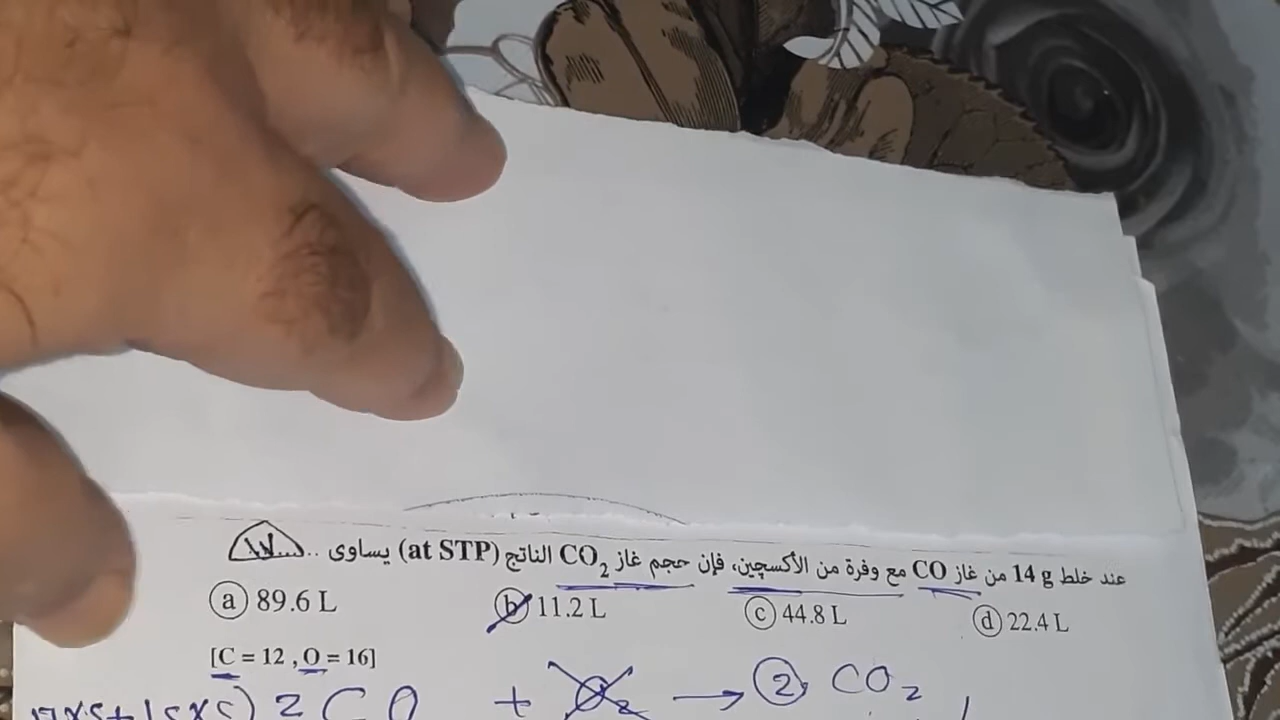 عند خلط 14 g من غاز CO مع وفرة من الأكسچين، فإن حجم غاز CO₂ الناتج (at STP) يساوى ..
ⓐ 89.6 L ⓑ 11.2 L ⓒ 44.8 L ⓓ 22.4 L
[C = 12 , O = 16]
2 CO + O₂ → 2 CO₂